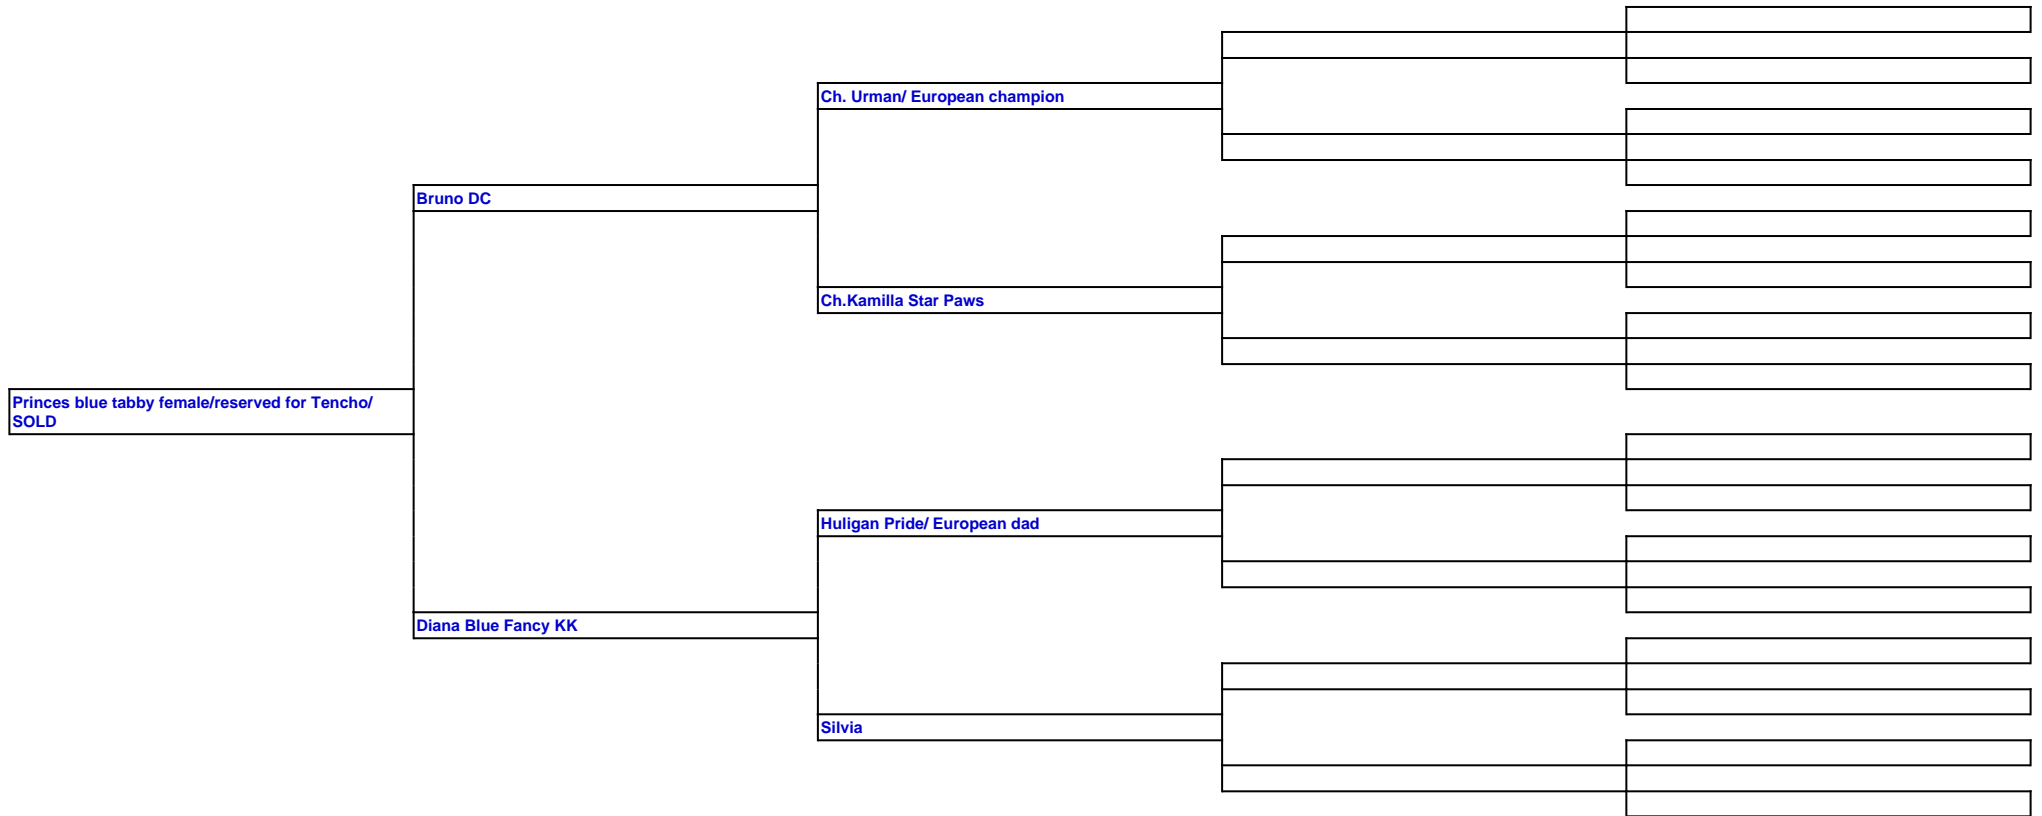 Ch. Urman/ European champion
Bruno DC
Ch.Kamilla Star Paws
Princes blue tabby female/reserved for Tencho/
SOLD
Huligan Pride/ European dad
Diana Blue Fancy KK
Silvia